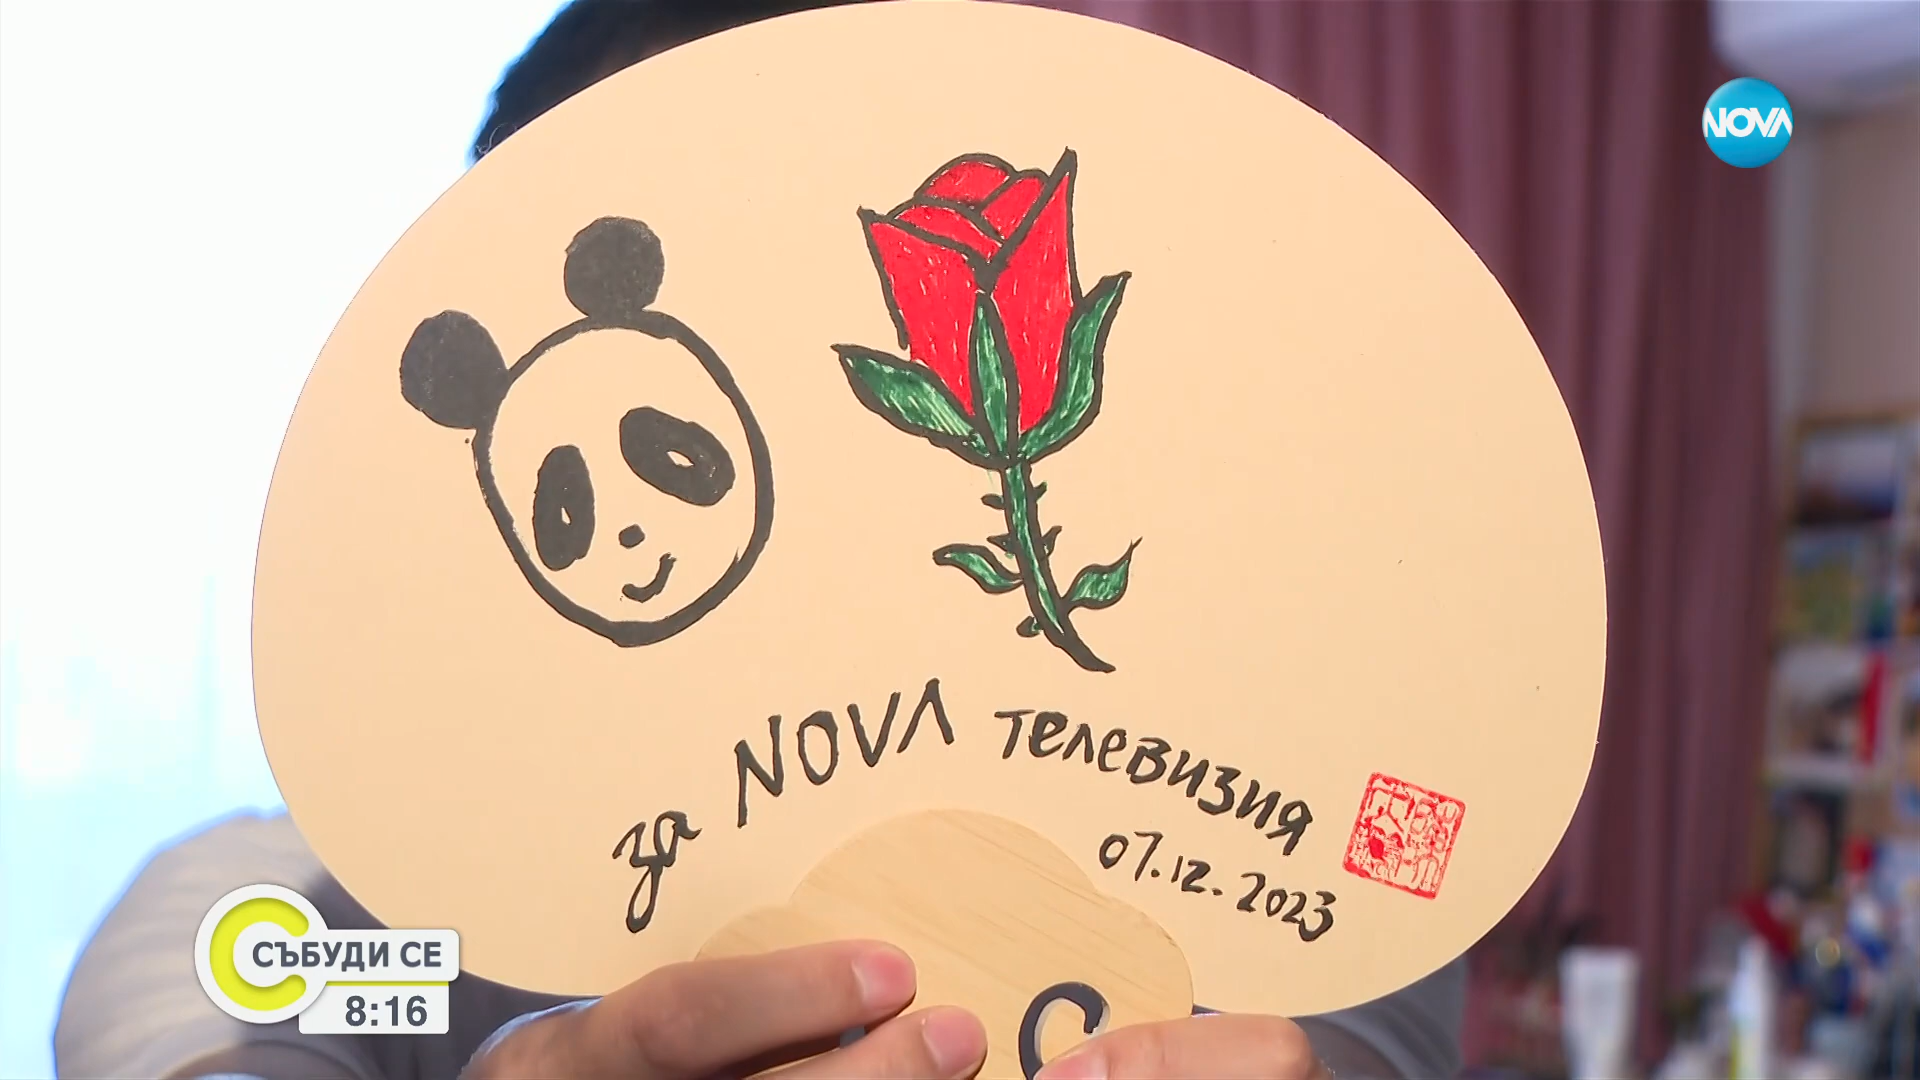 NOVA
за NOVA телевизия
07.12.2023
СЪБУДИ СЕ
8:16
C